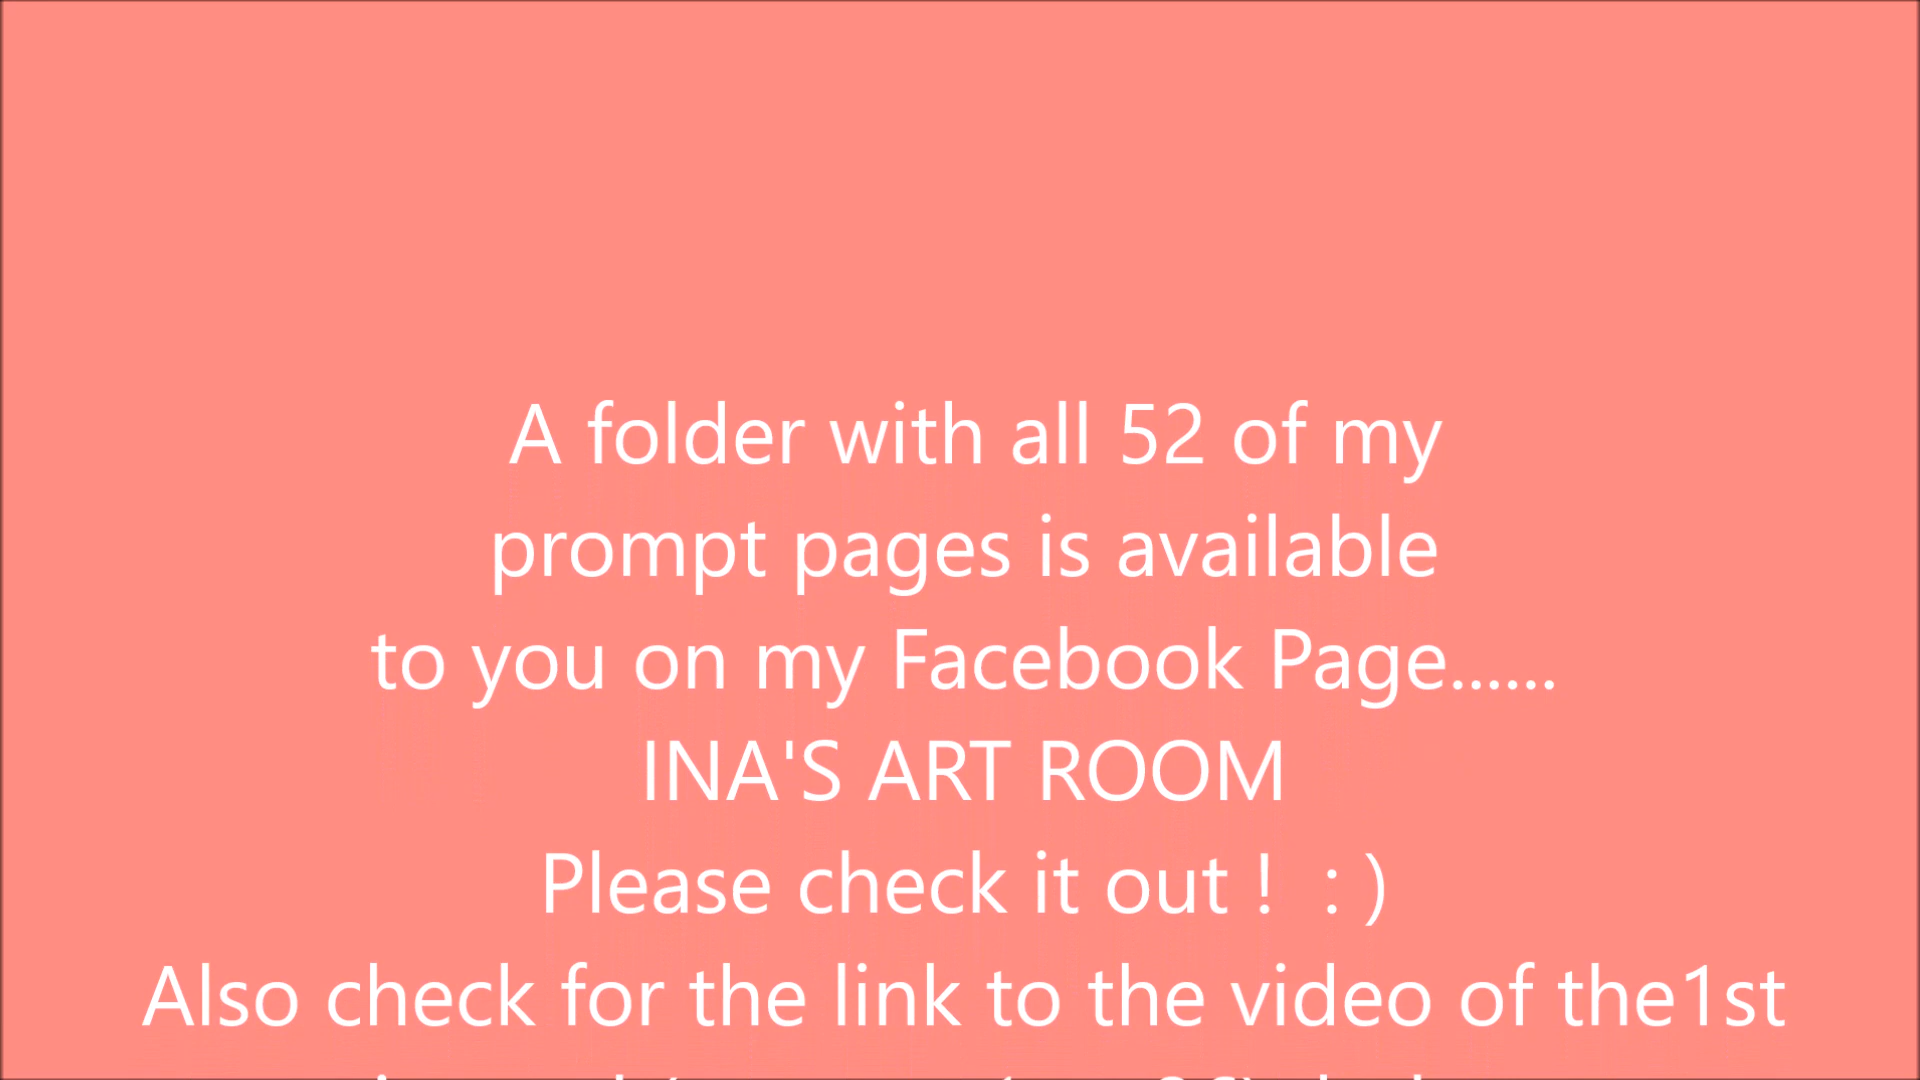 A folder with all 52 of my
prompt pages is available
to you on my Facebook Page......
INA'S ART ROOM
Please check it out !  : )
Also check for the link to the video of the1st